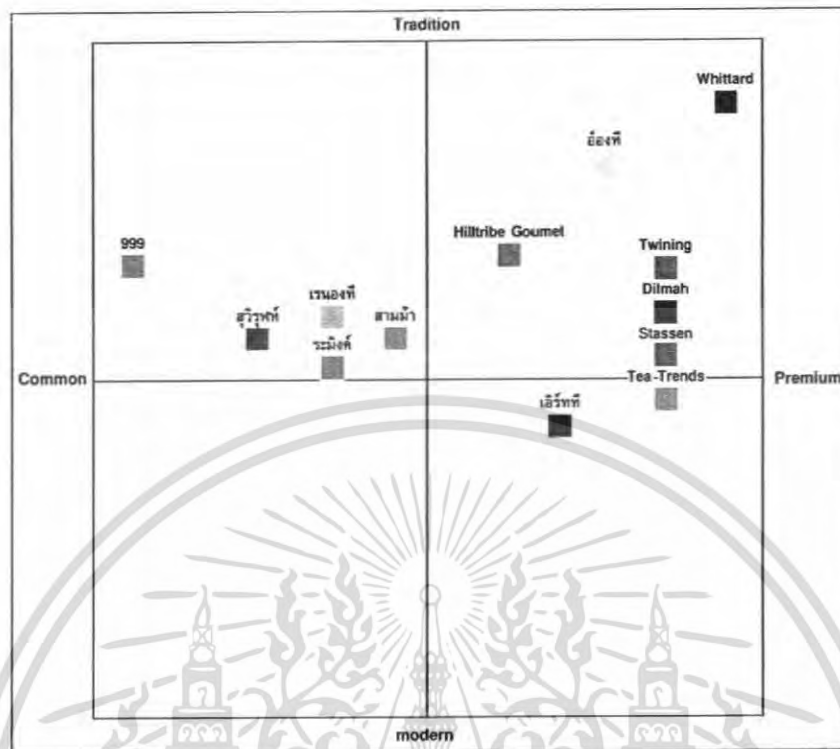 Tradition
Whittard
อ๋องที
999
Hilltribe Goumet
Twining
เรนองที
Dilmah
สุวิรุฬห์
สามม้า
ระมิงค์
Stassen
Common
Tea-Trends
Premium
เอิร์ทที
modern